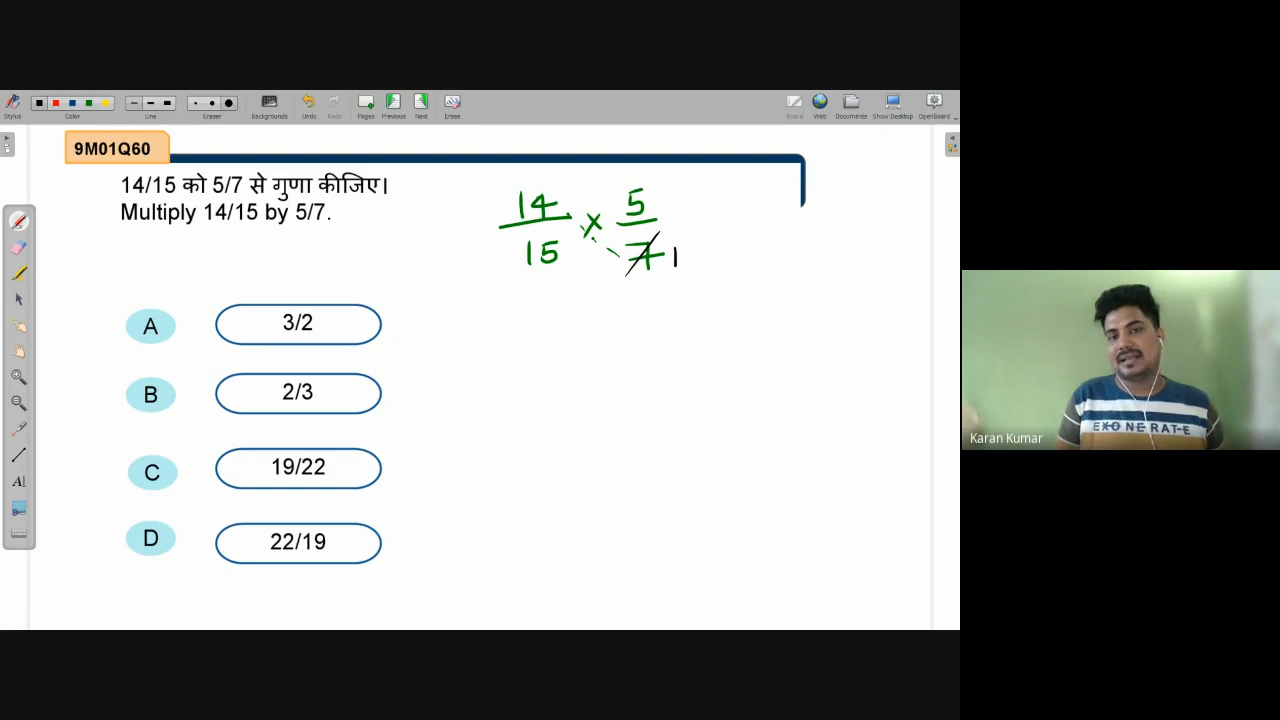 Stylus
Color
Line
Eraser
Backgrounds
Undo
Redo
Pages
Previous
Next
Erase
Board
Web
Documents
Show Desktop
OpenBoard
9M01Q60
14/15 को 5/7 से गुणा कीजिए।
Multiply 14/15 by 5/7.
14 × 5
15 7 1
A 3/2
B 2/3
C 19/22
D 22/19
EXONERATE
Karan Kumar